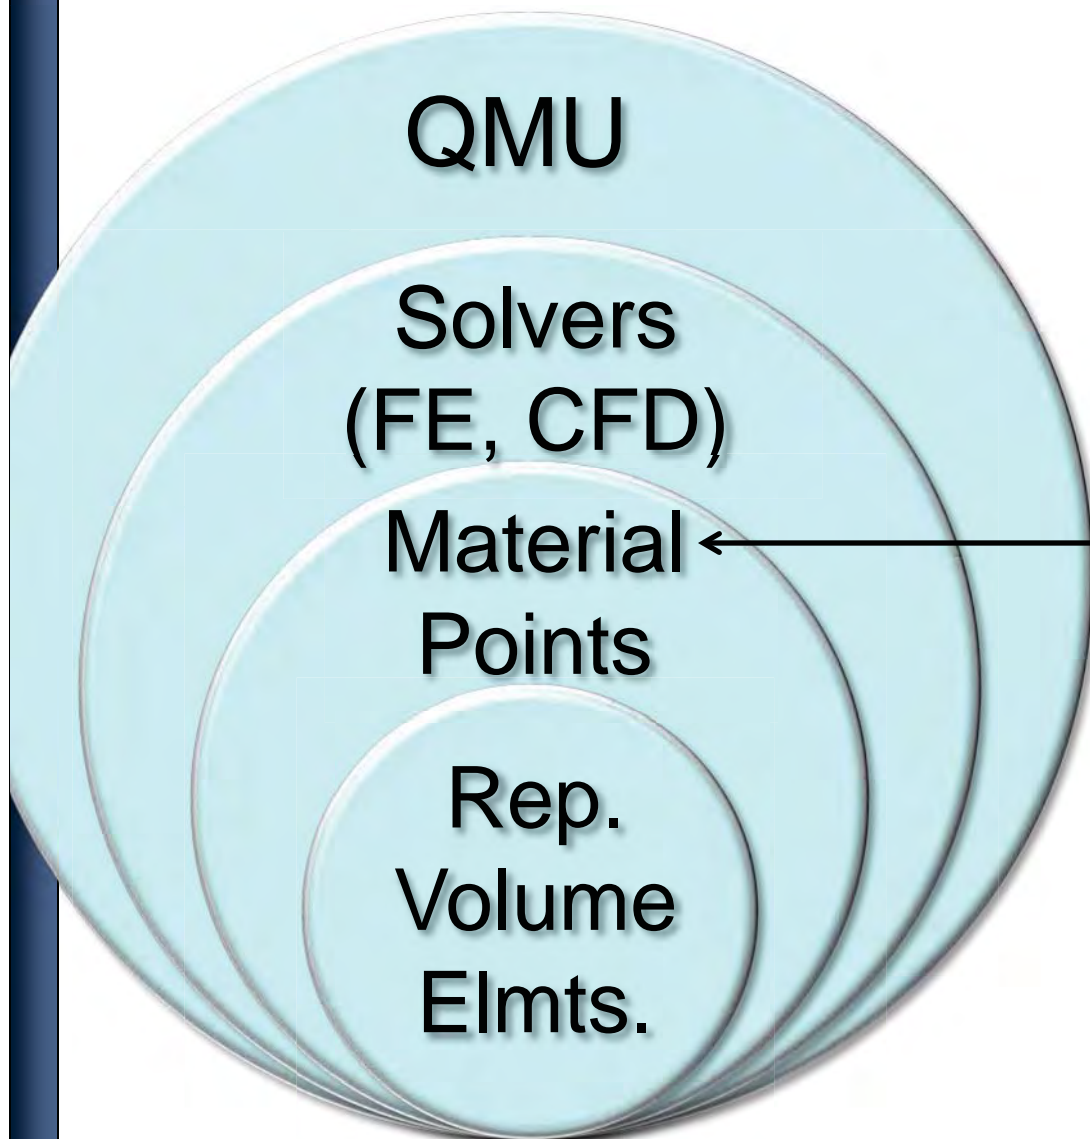 QMU
Solvers
(FE, CFD)
Material
Points
Rep.
Volume
Elmts.